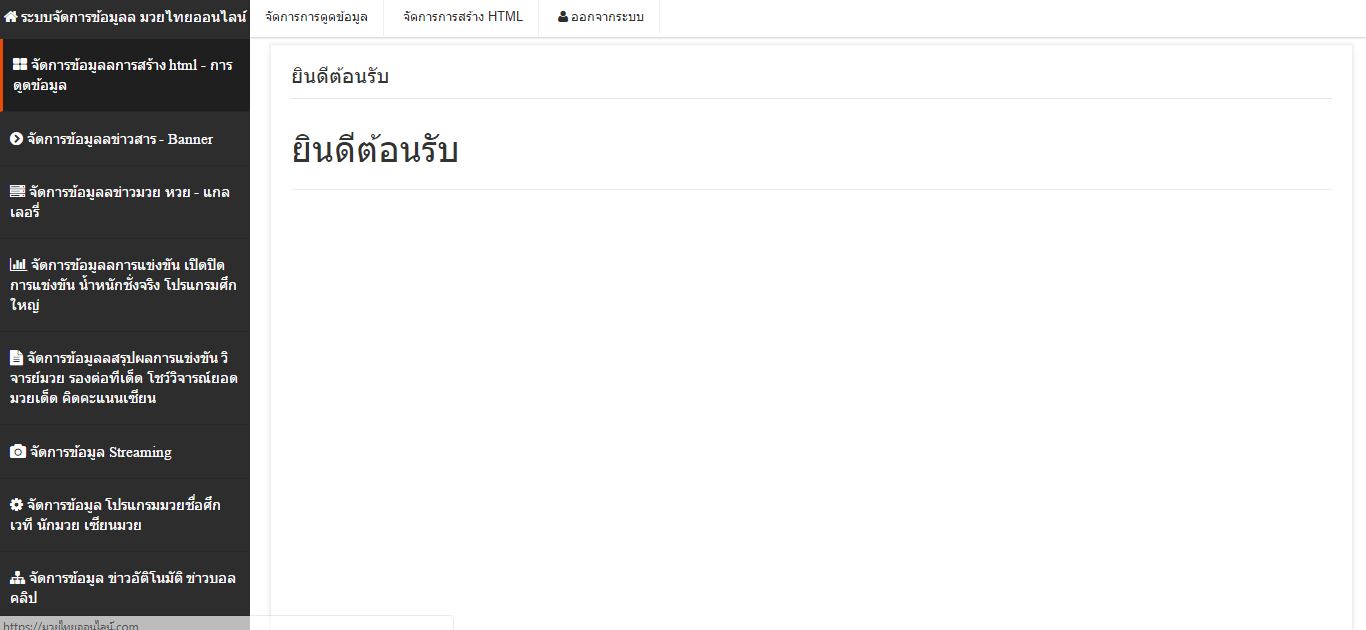 ระบบจัดการข้อมูลล มวยไทยออนไลน์
จัดการการดูดข้อมูล
จัดการการสร้าง HTML
ออกจากระบบ
จัดการข้อมูลลการสร้าง html - การ
ดูดข้อมูล
จัดการข้อมูลลข่าวสาร - Banner
จัดการข้อมูลลข่าวมวย หวย - แกล
เลอรี่
จัดการข้อมูลลการแข่งขัน เปิดปิด
การแข่งขัน น้ำหนักชั่งจริง โปรแกรมศึก
ใหญ่
จัดการข้อมูลลสรุปผลการแข่งขัน วิ
จารย์มวย รองต่อทีเด็ด โชว์วิจารณ์ยอด
มวยเด็ด คิดคะแนนเซียน
จัดการข้อมูล Streaming
จัดการข้อมูล โปรแกรมมวยชื่อศึก
เวที นักมวย เซียนมวย
จัดการข้อมูล ข่าวอัติโนมัติ ข่าวบอล
คลิป
https://มวยไทยออนไลน์.com
ยินดีต้อนรับ
ยินดีต้อนรับ